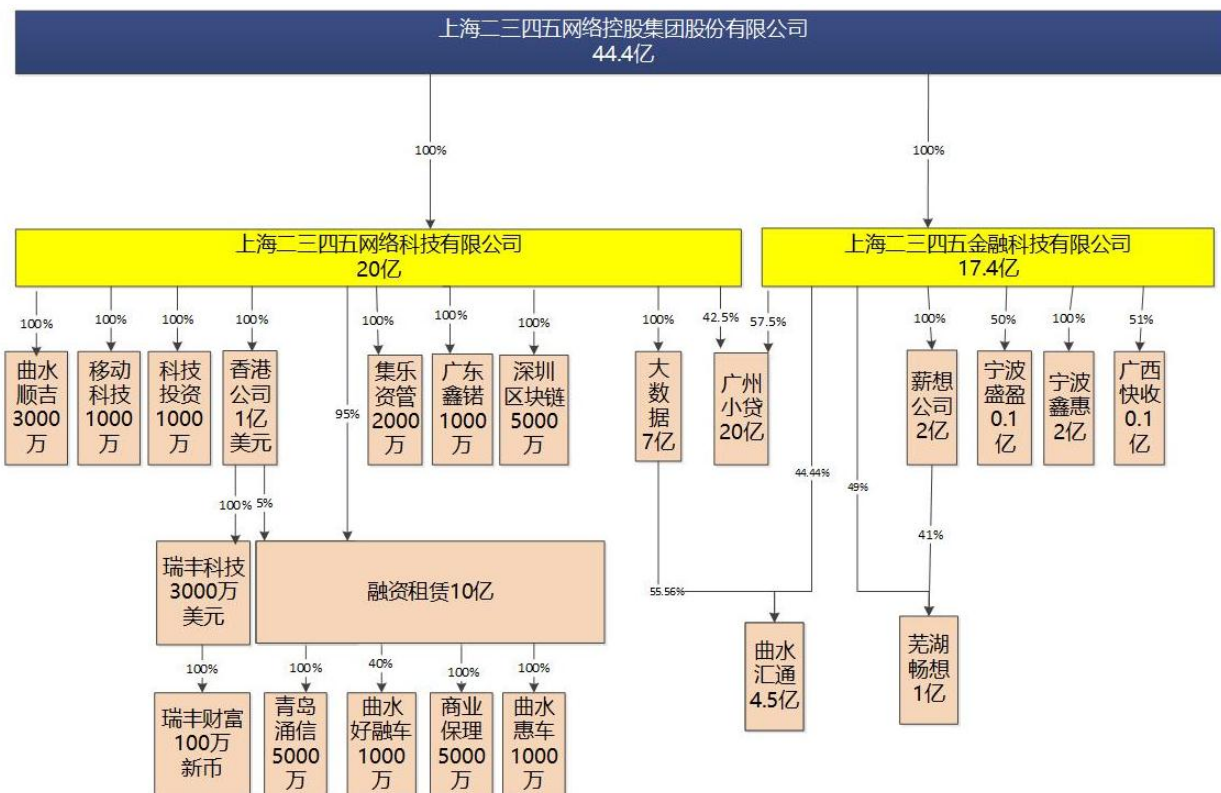 上海二三四五网络控股集团股份有限公司
44.4亿
100%
100%
上海二三四五网络科技有限公司
20亿
上海二三四五金融科技有限公司
17.4亿
100%
100%
100%
100%
95%
100%
100%
100%
100%
42.5%
57.5%
44.44%
49%
100%
50%
100%
51%
曲水
顺吉
3000
万
移动
科技
1000
万
科技
投资
1000
万
香港
公司
1亿
美元
集乐
资管
2000
万
广东
鑫锘
1000
万
深圳
区块链
5000
万
大
数
据
7亿
广州
小贷
20亿
薪想
公司
2亿
宁波
盛盈
0.1
亿
宁波
鑫惠
2亿
广西
快收
0.1
亿
100%
5%
41%
瑞丰科技
3000万
美元
融资租赁10亿
55.56%
曲水
汇通
4.5亿
芜湖
畅想
1亿
100%
100%
40%
100%
100%
瑞丰财富
100万
新币
青岛
涌信
5000
万
曲水
好融车
1000
万
商业
保理
5000
万
曲水
惠车
1000
万